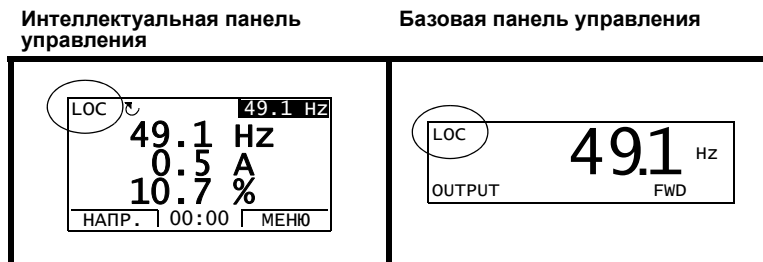 Интеллектуальная панель
управления
Базовая панель управления
LOC ↻ 49.1 Hz
49.1 Hz
0.5 A
10.7 %
НАПР. 00:00 МЕНЮ
LOC
49.1 Hz
OUTPUT FWD